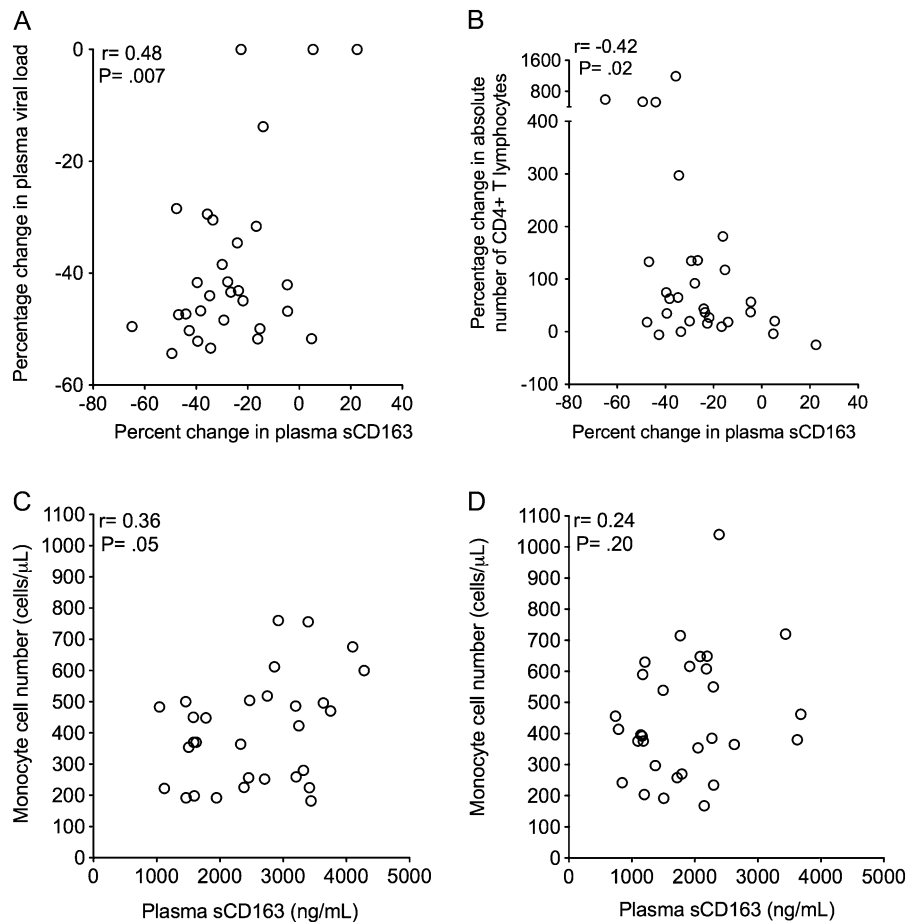 A
r= 0.48
P= .007
Percentage change in plasma viral load
0
-20
-40
-60
-80 -60 -40 -20 0 20 40
Percent change in plasma sCD163
B
r= -0.42
P= .02
Percentage change in absolute
number of CD4+ T lymphocytes
1600
800
400
300
200
100
0
-100
-80 -60 -40 -20 0 20 40
Percent change in plasma sCD163
C
r= 0.36
P= .05
Monocyte cell number (cells/µL)
1100
1000
900
800
700
600
500
400
300
200
100
0
0 1000 2000 3000 4000 5000
Plasma sCD163 (ng/mL)
D
r= 0.24
P= .20
Monocyte cell number (cells/µL)
1100
1000
900
800
700
600
500
400
300
200
100
0
0 1000 2000 3000 4000 5000
Plasma sCD163 (ng/mL)